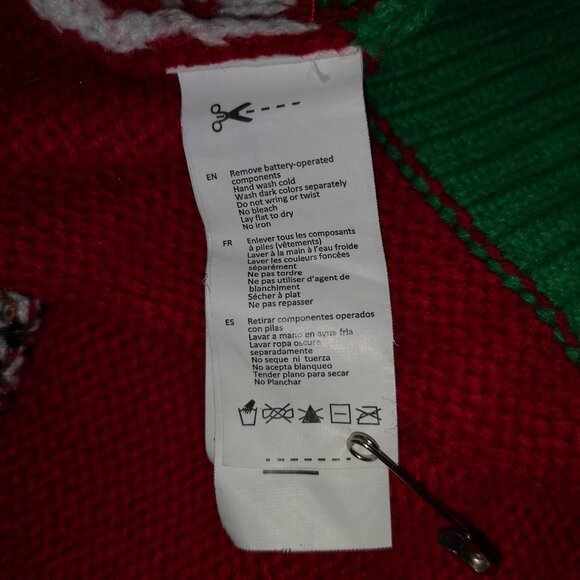 EN Remove battery-operated
components
Hand wash cold
Wash dark colors separately
Do not wring or twist
No bleach
Lay flat to dry
No iron
FR Enlever tous les composants
à piles (vêtements)
Laver à la main à l'eau froide
Laver les couleurs foncées
séparément
Ne pas tordre
Ne pas utiliser d'agent de
blanchiment
Sécher à plat
Ne pas repasser
ES Retirar componentes operados
con pilas
Lavar a mano en agua fria
Lavar ropa oscura
separadamente
No seque ni tuerza
No acepta blanqueo
Tender plano para secar
No Planchar